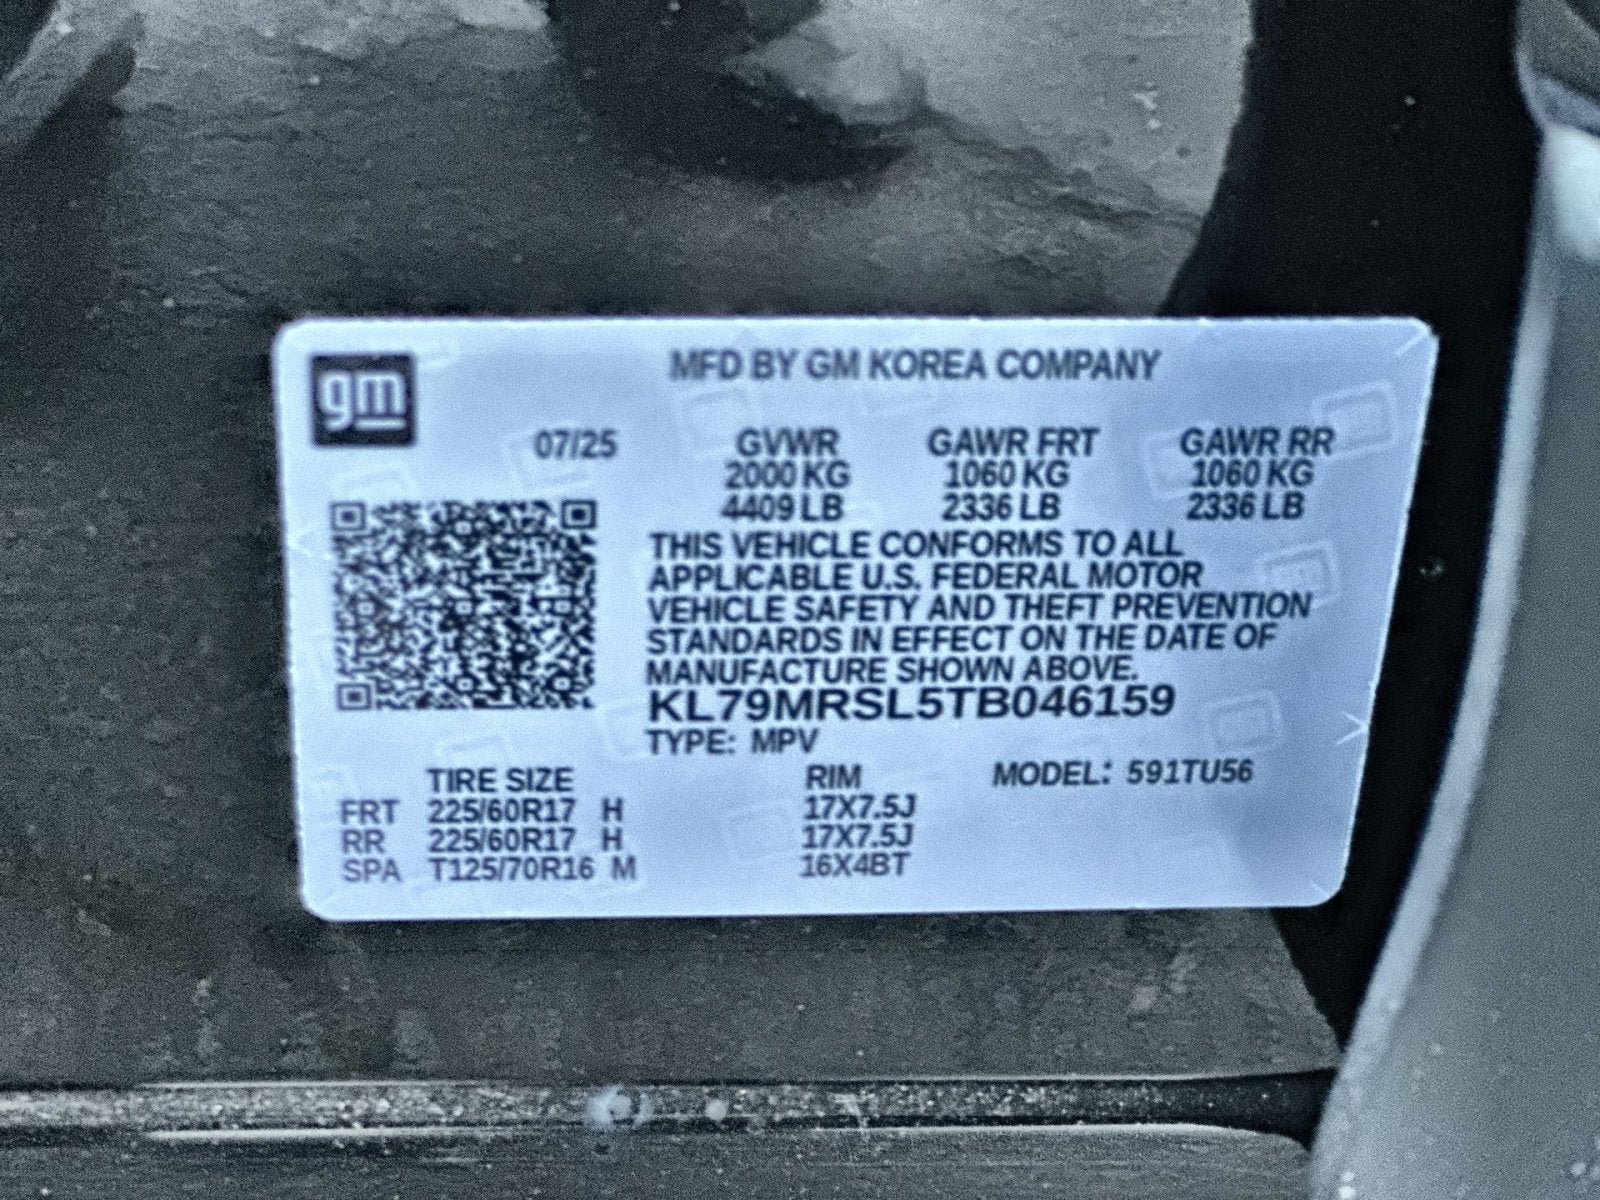 gm
MFD BY GM KOREA COMPANY
07/25 GVWR GAWR FRT GAWR RR
2000 KG 1060 KG 1060 KG
4409 LB 2336 LB 2336 LB
THIS VEHICLE CONFORMS TO ALL
APPLICABLE U.S. FEDERAL MOTOR
VEHICLE SAFETY AND THEFT PREVENTION
STANDARDS IN EFFECT ON THE DATE OF
MANUFACTURE SHOWN ABOVE.
KL79MRSL5TB046159
TYPE: MPV
TIRE SIZE RIM MODEL: 591TU56
FRT 225/60R17 H 17X7.5J
RR 225/60R17 H 17X7.5J
SPA T125/70R16 M 16X4BT